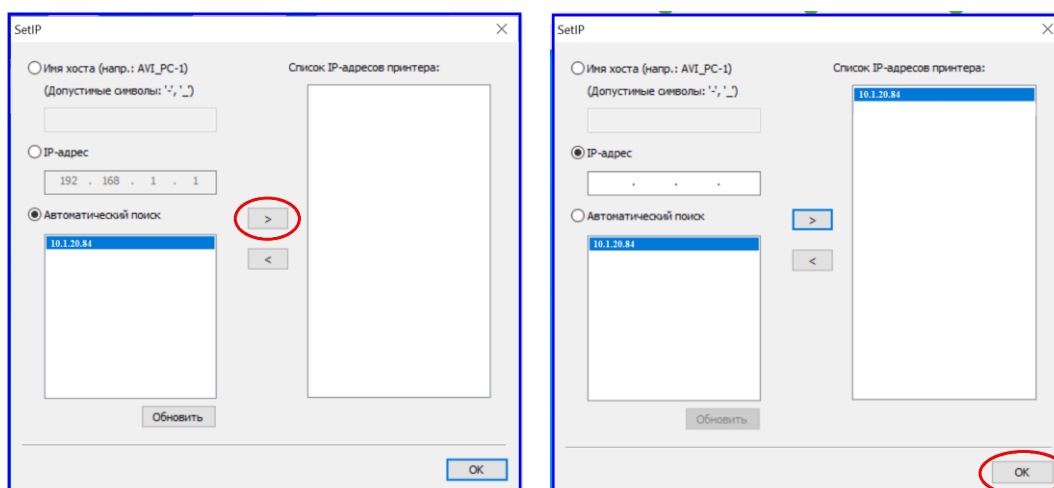 SetIP
Имя хоста (напр.: AVI_PC-1)
(Допустимые символы: '-', '_')
IP-адрес
192 . 168 . 1 . 1
Автоматический поиск
10.1.20.84
Обновить
>
<
Список IP-адресов принтера:
OK
SetIP
Имя хоста (напр.: AVI_PC-1)
(Допустимые символы: '-', '_')
IP-адрес
. . .
Автоматический поиск
10.1.20.84
Обновить
>
<
Список IP-адресов принтера:
10.1.20.84
OK